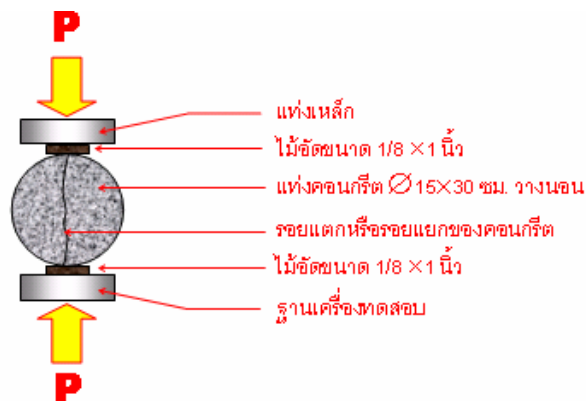 P
แท่งเหล็ก
ไม้อัดขนาด 1/8 ×1 นิ้ว
แท่งคอนกรีต ∅ 15×30 ซม. วางนอน
รอยแตกหรือรอยแยกของคอนกรีต
ไม้อัดขนาด 1/8 ×1 นิ้ว
ฐานเครื่องทดสอบ
P